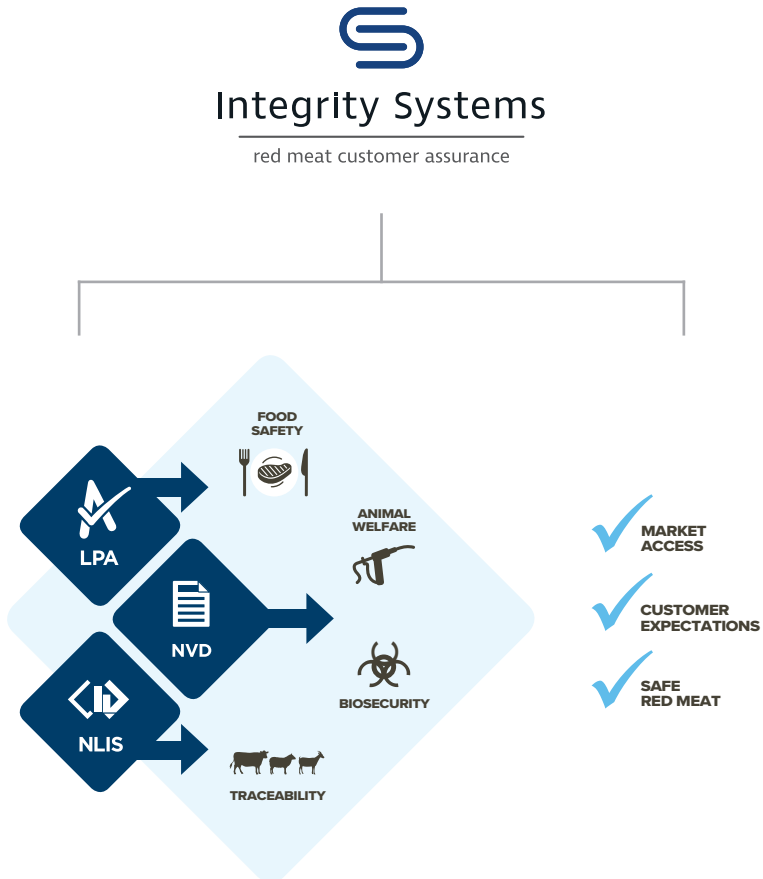 Integrity Systems
red meat customer assurance
FOOD
SAFETY
LPA
ANIMAL
WELFARE
NVD
BIOSECURITY
NLIS
TRACEABILITY
MARKET
ACCESS
CUSTOMER
EXPECTATIONS
SAFE
RED MEAT